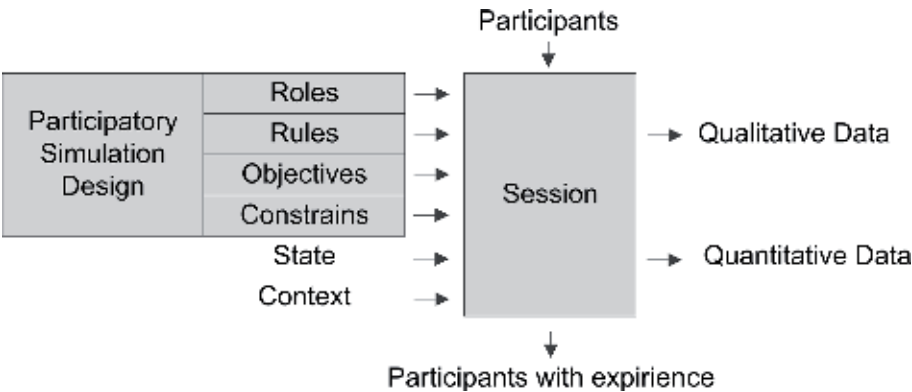 Participants
Participatory
Simulation
Design
Roles
Rules
Objectives
Constrains
State
Context
Session
Qualitative Data
Quantitative Data
Participants with expirience